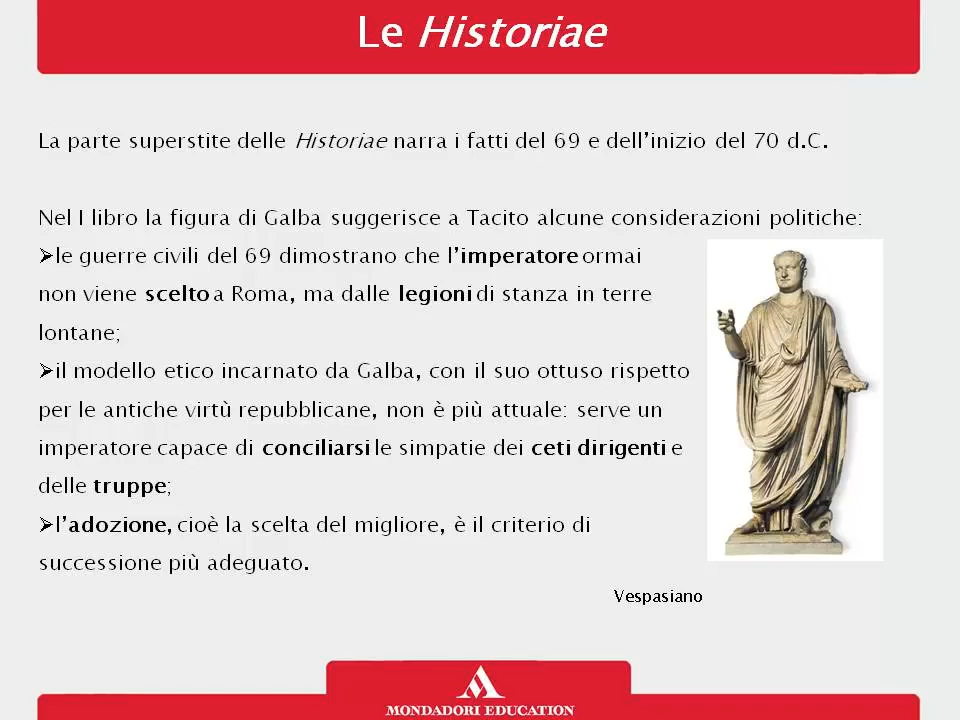 Le Historiae
La parte superstite delle Historiae narra i fatti del 69 e dell’inizio del 70 d.C.
Nel I libro la figura di Galba suggerisce a Tacito alcune considerazioni politiche:
➢le guerre civili del 69 dimostrano che l’imperatore ormai
non viene scelto a Roma, ma dalle legioni di stanza in terre
lontane;
➢il modello etico incarnato da Galba, con il suo ottuso rispetto
per le antiche virtù repubblicane, non è più attuale: serve un
imperatore capace di conciliarsi le simpatie dei ceti dirigenti e
delle truppe;
➢l’adozione, cioè la scelta del migliore, è il criterio di
successione più adeguato.
Vespasiano
MONDADORI EDUCATION